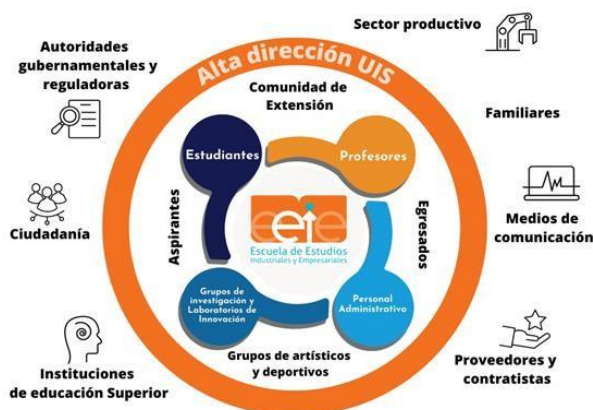 Sector productivo
Autoridades
gubernamentales y
reguladoras
Alta dirección UIS
Comunidad de
Extensión
Familiares
Estudiantes
Profesores
Aspirantes
Egresados
eie
Escuela de Estudios
Industriales y Empresariales
Ciudadanía
Medios de
comunicación
Grupos de
investigación y
Laboratorios de
Innovación
Personal
Administrativo
Grupos de artísticos
y deportivos
Instituciones
de educación Superior
Proveedores y
contratistas